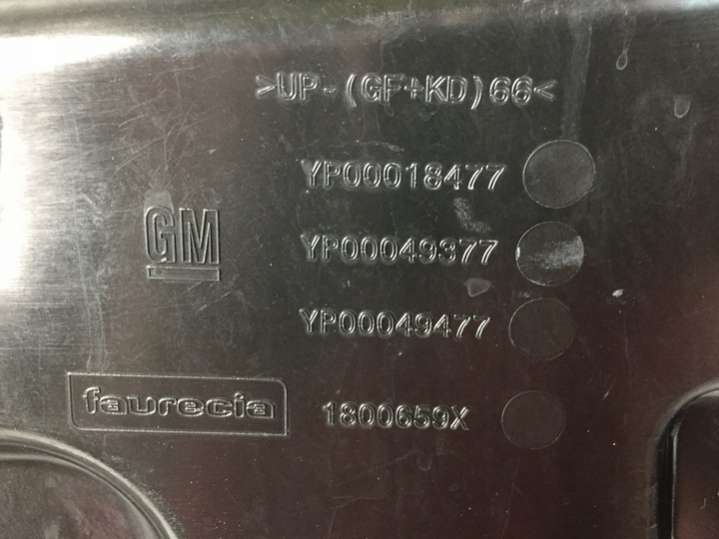 >UP-(GF+KD)66<
YP00018477
GM
YP00049377
YP00049477
faurecia
1800659X